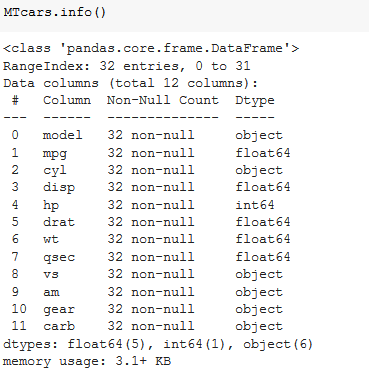 MTcars.info()
<class 'pandas.core.frame.DataFrame'>
RangeIndex: 32 entries, 0 to 31
Data columns (total 12 columns):
 #   Column  Non-Null Count  Dtype
---  ------  --------------  -----
 0   model   32 non-null     object
 1   mpg     32 non-null     float64
 2   cyl     32 non-null     object
 3   disp    32 non-null     float64
 4   hp      32 non-null     int64
 5   drat    32 non-null     float64
 6   wt      32 non-null     float64
 7   qsec    32 non-null     float64
 8   vs      32 non-null     object
 9   am      32 non-null     object
 10  gear    32 non-null     object
 11  carb    32 non-null     object
dtypes: float64(5), int64(1), object(6)
memory usage: 3.1+ KB